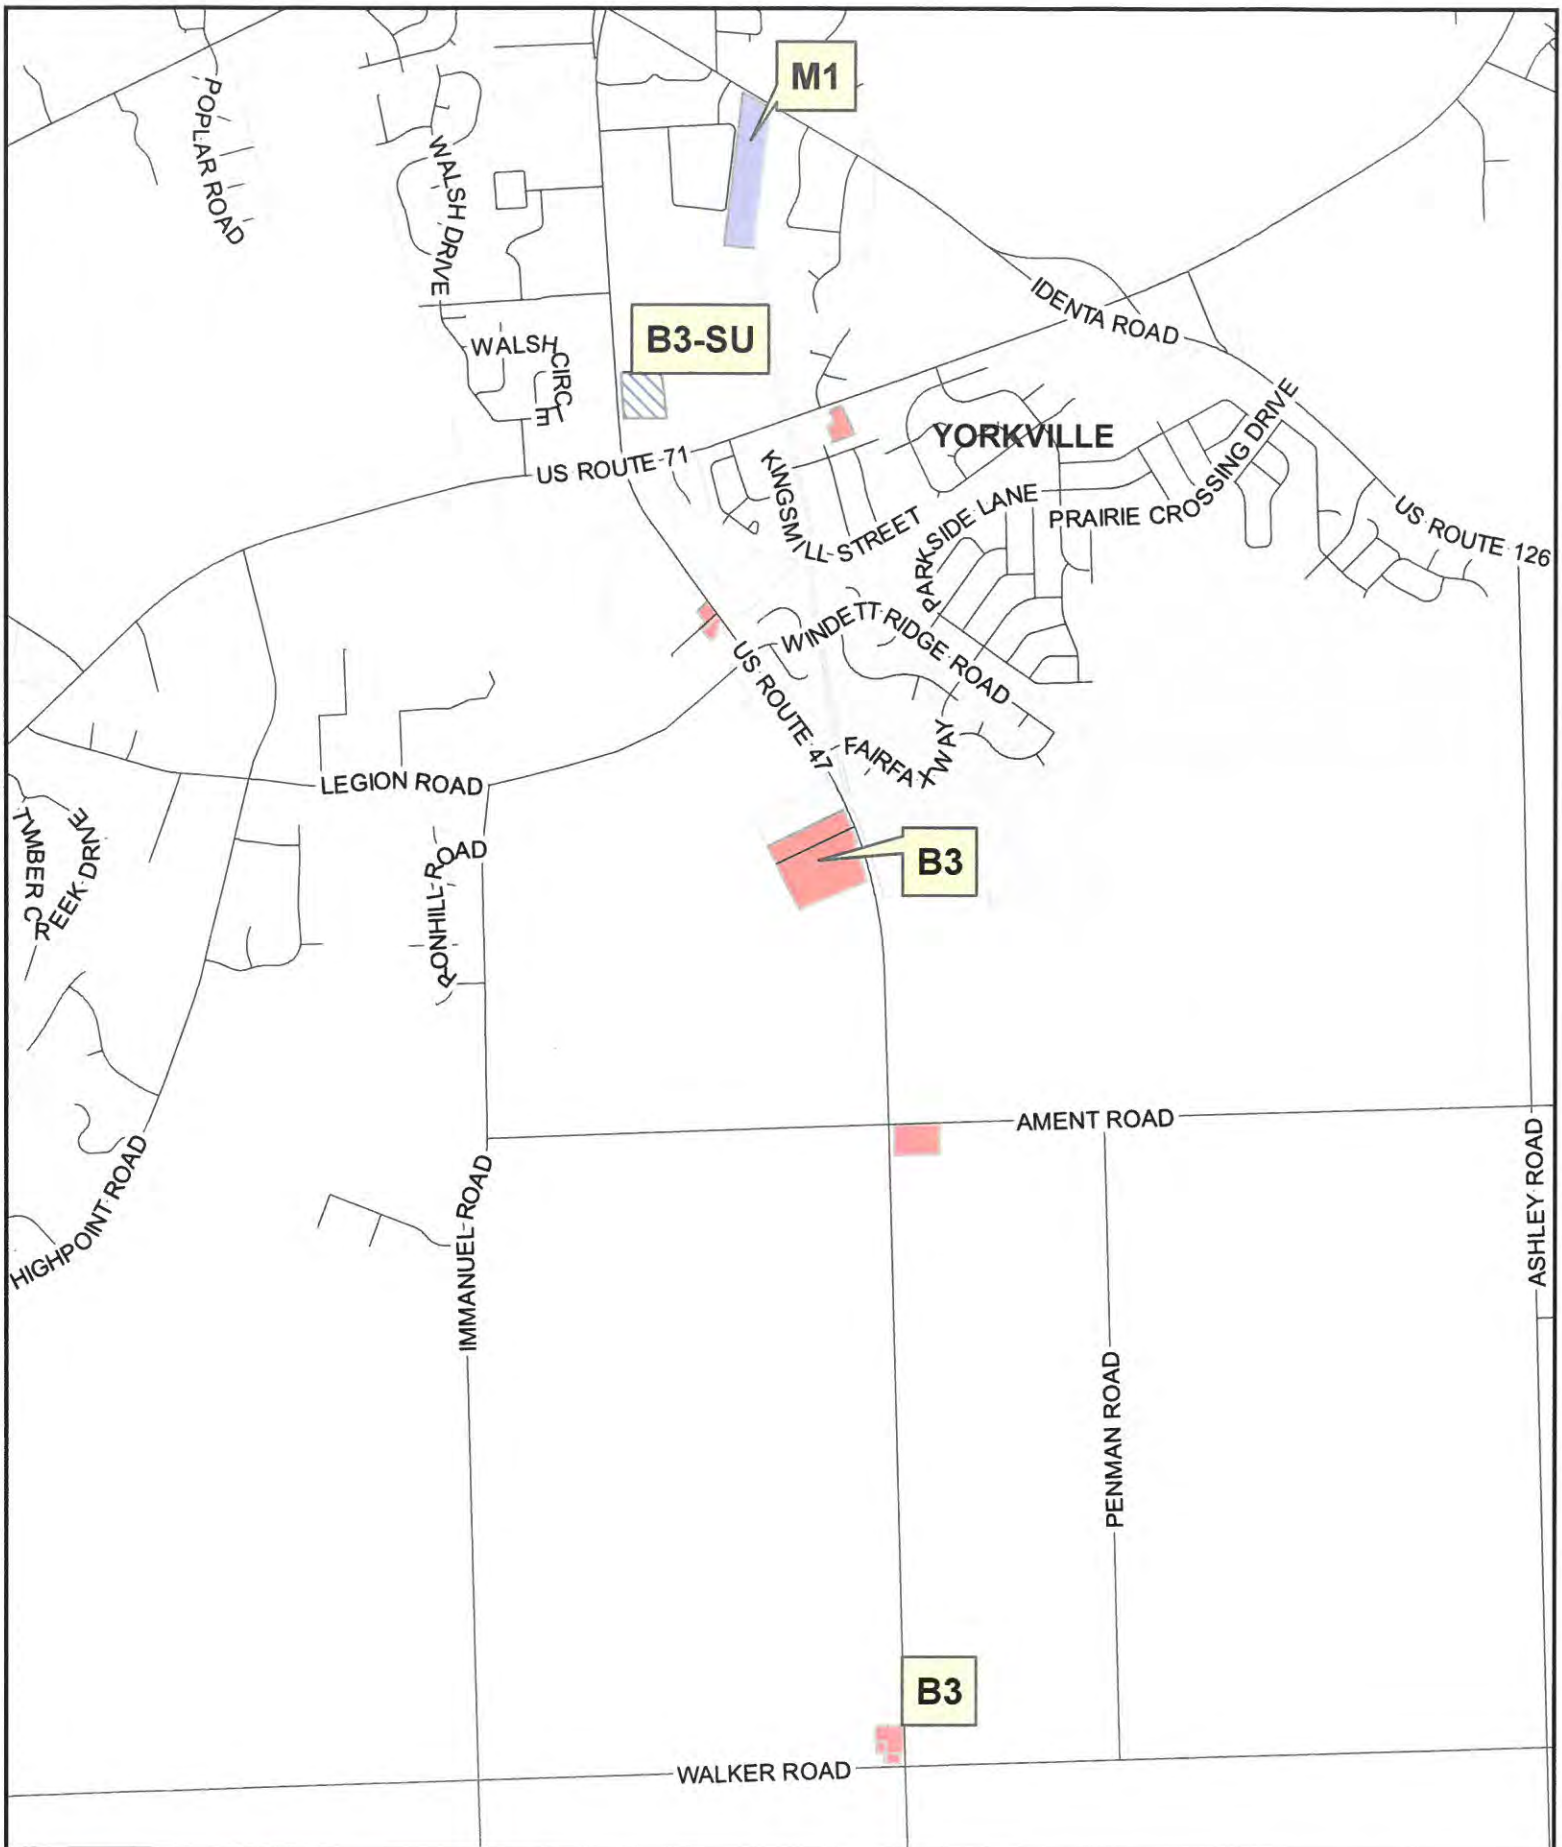 M1
POPLAR ROAD
WALSH DRIVE
IDENTA ROAD
B3-SU
WALSH CIRCLE
YORKVILLE
US ROUTE 71
KINGSMILL STREET
PARKSIDE LANE
PRAIRIE CROSSING DRIVE
US ROUTE 126
WINDETT RIDGE ROAD
US ROUTE 47
FAIRFAX WAY
LEGION ROAD
TIMBER CREEK DRIVE
RONHILL ROAD
B3
AMENT ROAD
HIGHPOINT ROAD
IMMANUEL ROAD
ASHLEY ROAD
PENMAN ROAD
B3
WALKER ROAD